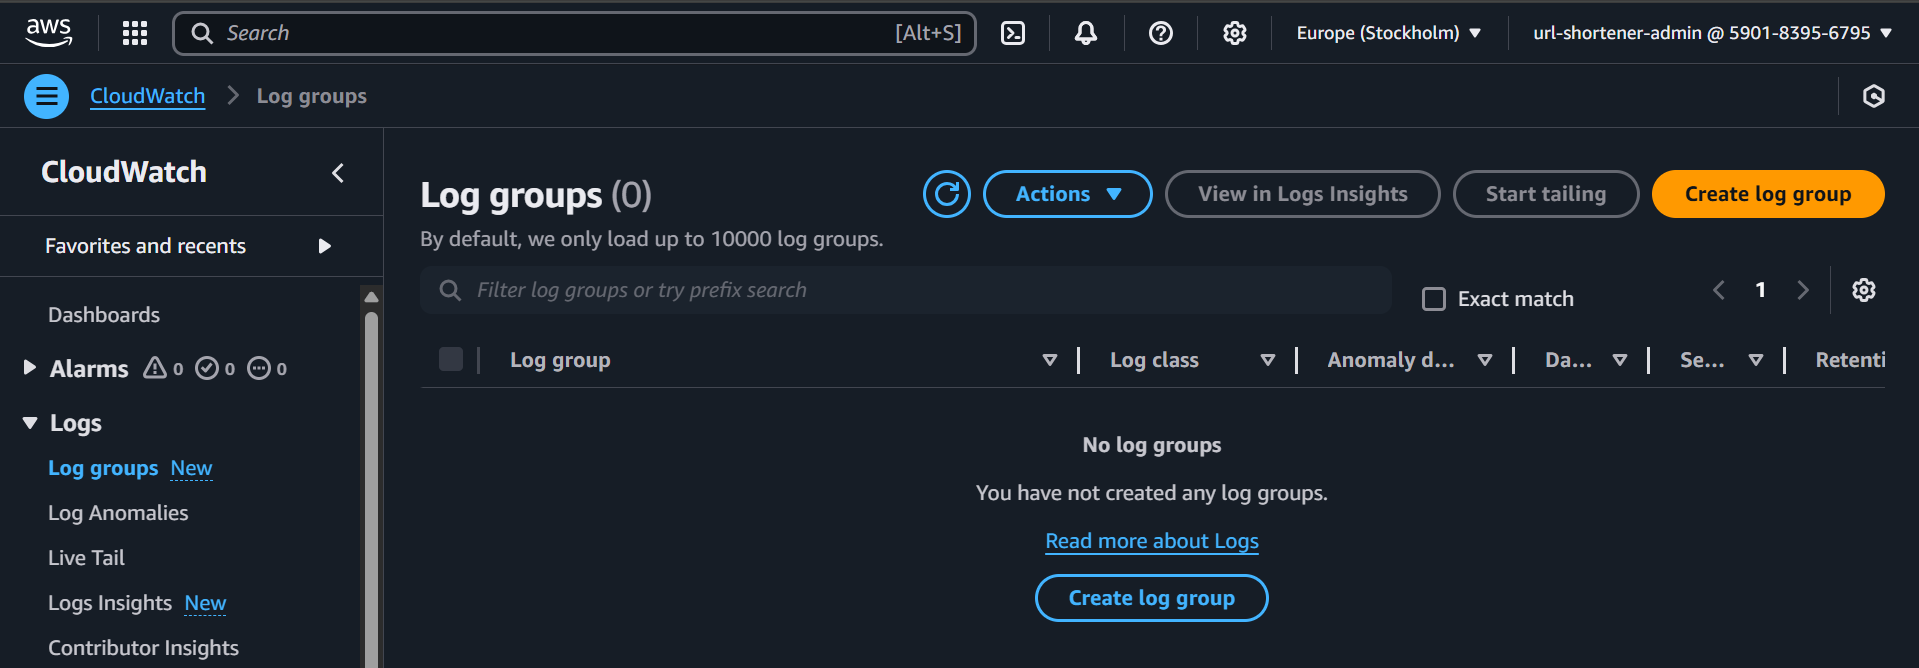 aws
Search [Alt+S]
Europe (Stockholm)
url-shortener-admin @ 5901-8395-6795
CloudWatch
Log groups
CloudWatch
Favorites and recents
Dashboards
Alarms 0 0 0
Logs
Log groups New
Log Anomalies
Live Tail
Logs Insights New
Contributor Insights
Log groups (0)
Actions
View in Logs Insights
Start tailing
Create log group
By default, we only load up to 10000 log groups.
Filter log groups or try prefix search
Exact match
1
Log group
Log class
Anomaly d...
Da...
Se...
Retenti
No log groups
You have not created any log groups.
Read more about Logs
Create log group